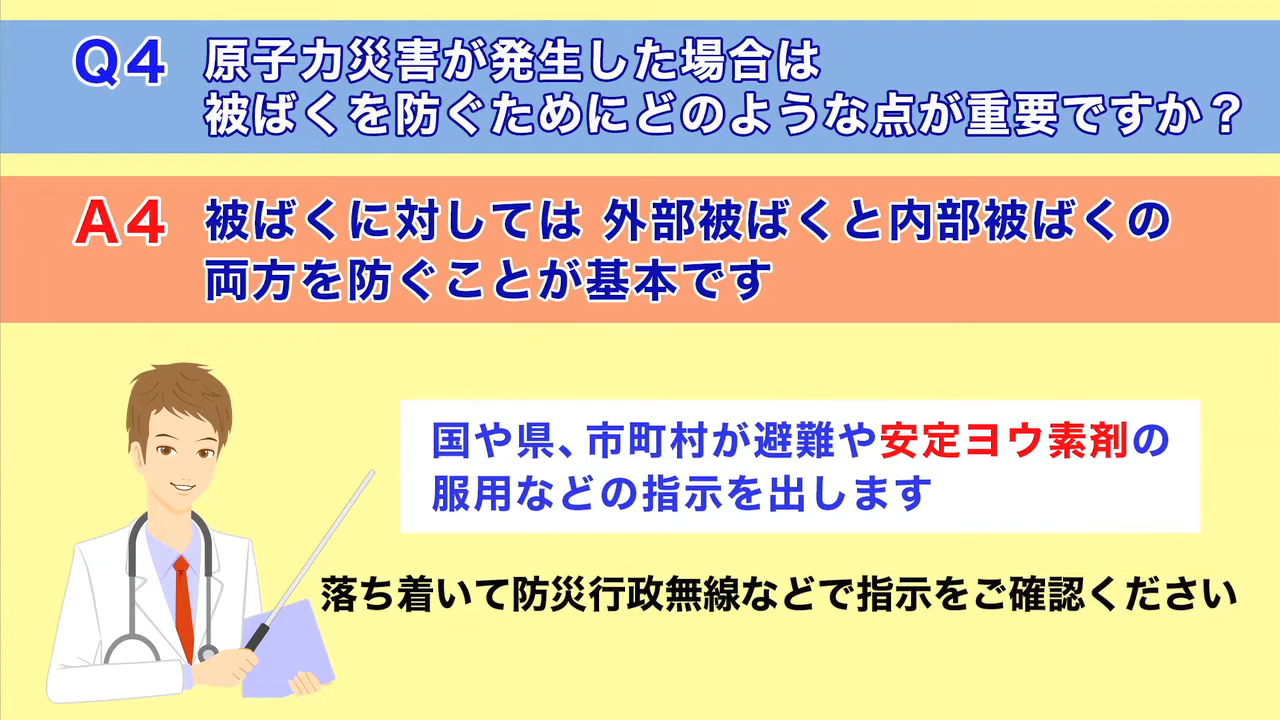 Q4 原子力災害が発生した場合は
被ばくを防ぐためにどのような点が重要ですか？
A4 被ばくに対しては 外部被ばくと内部被ばくの
両方を防ぐことが基本です
国や県、市町村が避難や安定ヨウ素剤の
服用などの指示を出します
落ち着いて防災行政無線などで指示をご確認ください